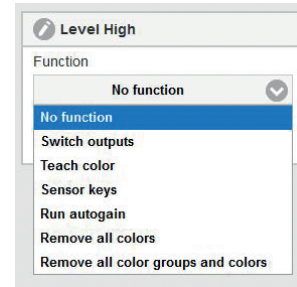 Level High
Function
No function
No function
Switch outputs
Teach color
Sensor keys
Run autogain
Remove all colors
Remove all color groups and colors